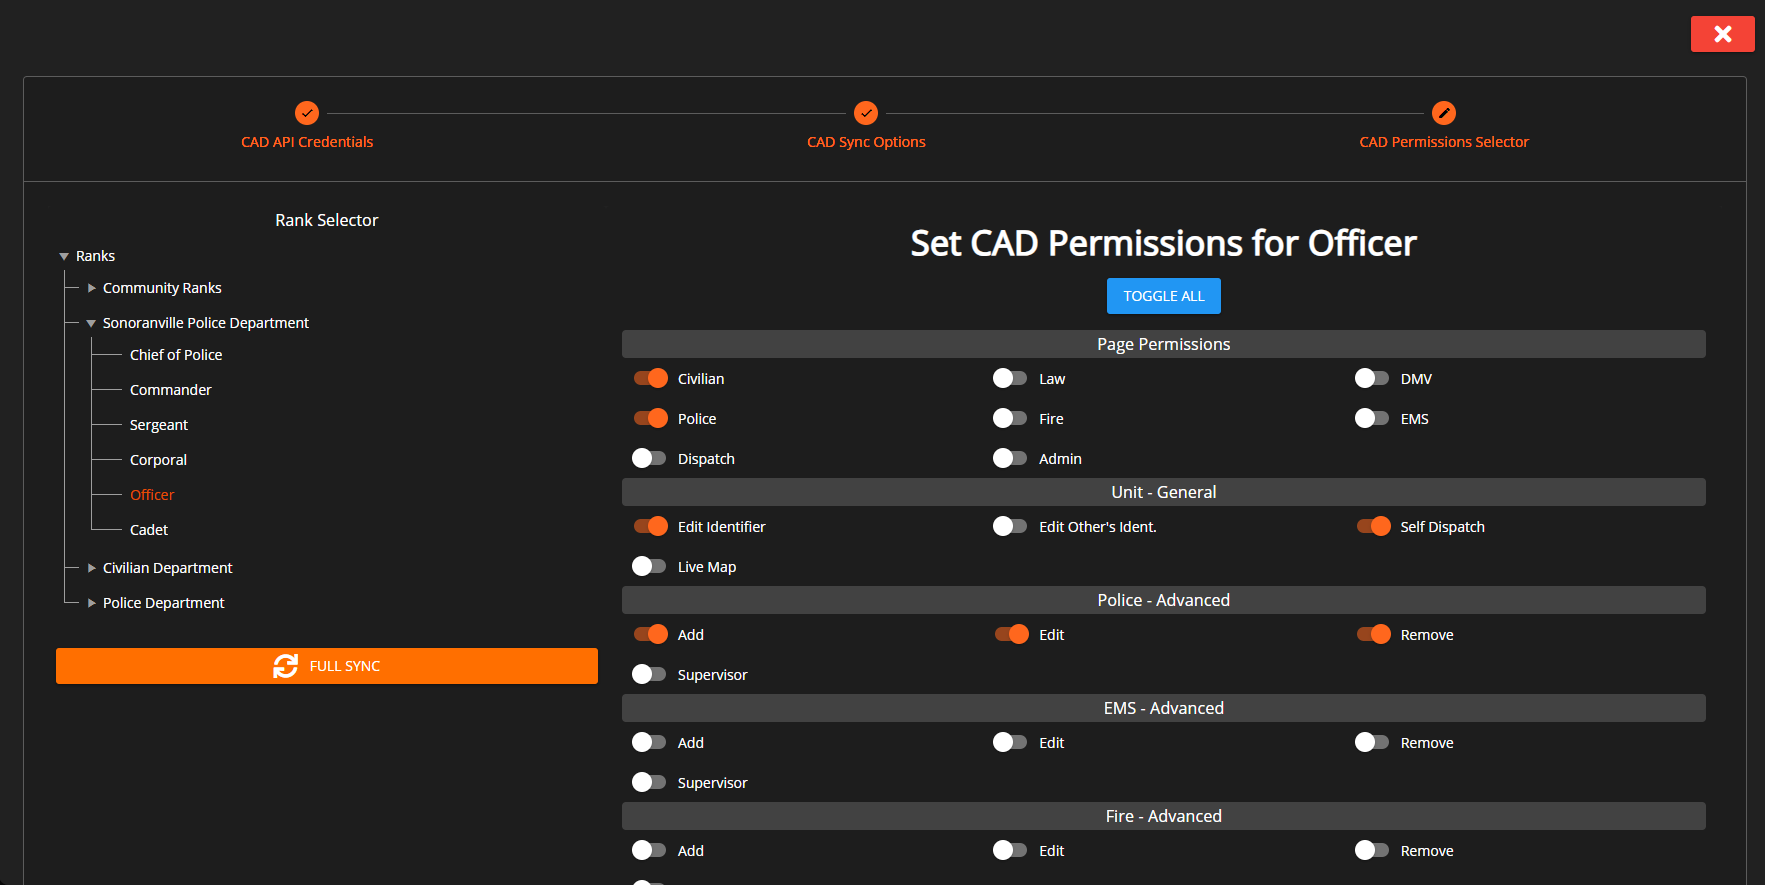 CAD API Credentials
CAD Sync Options
CAD Permissions Selector
Rank Selector
Ranks
Community Ranks
Sonoranville Police Department
Chief of Police
Commander
Sergeant
Corporal
Officer
Cadet
Civilian Department
Police Department
FULL SYNC
Set CAD Permissions for Officer
TOGGLE ALL
Page Permissions
Civilian Law DMV
Police Fire EMS
Dispatch Admin
Unit - General
Edit Identifier Edit Other's Ident. Self Dispatch
Live Map
Police - Advanced
Add Edit Remove
Supervisor
EMS - Advanced
Add Edit Remove
Supervisor
Fire - Advanced
Add Edit Remove